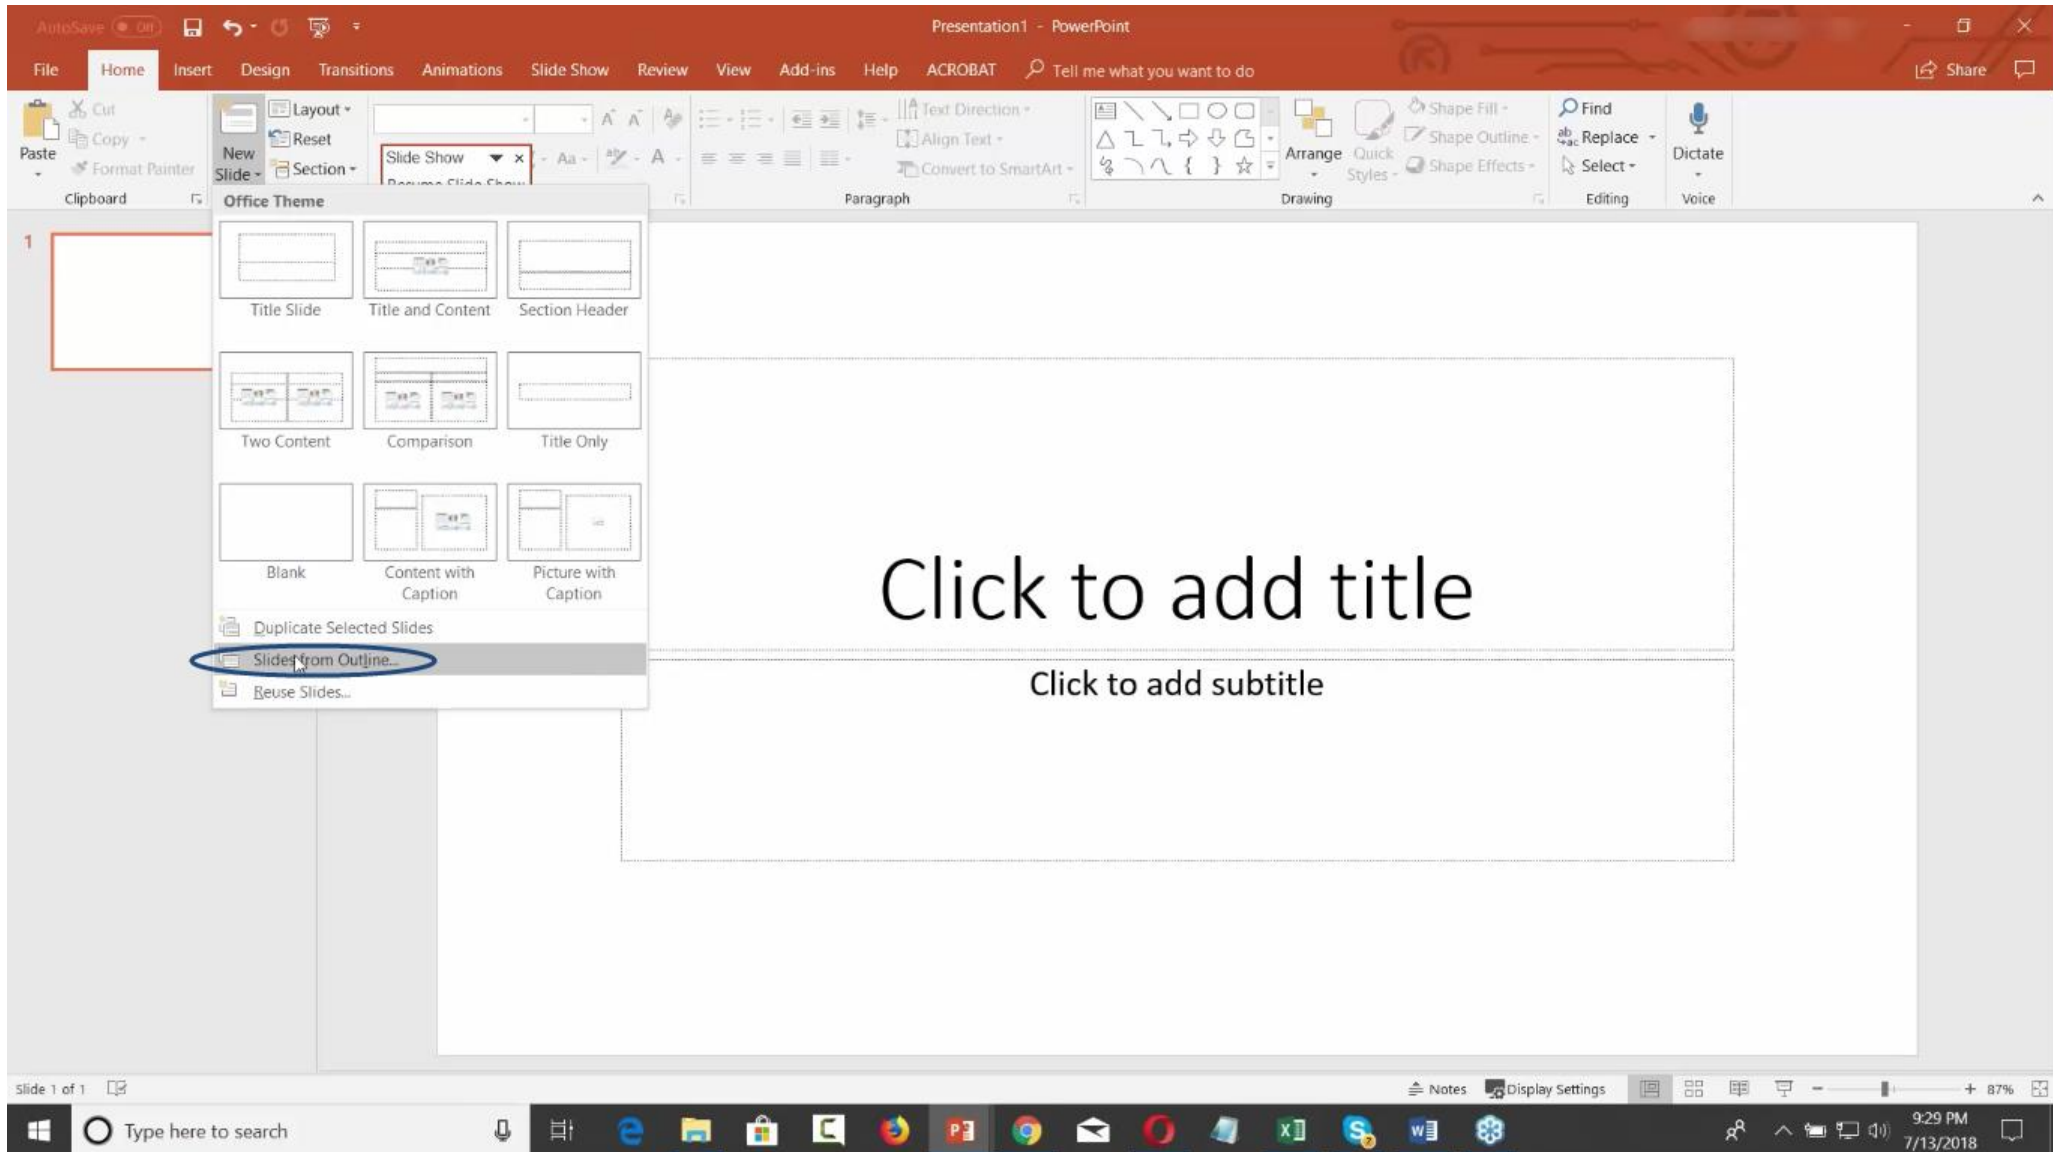 AutoSave Off
Presentation1 - PowerPoint
File Home Insert Design Transitions Animations Slide Show Review View Add-ins Help ACROBAT Tell me what you want to do Share
Paste
Cut
Copy
Format Painter
Clipboard
New
Slide
Layout
Reset
Section
Slide Show
Resume Slide Show
Aa
A
Text Direction
Align Text
Convert to SmartArt
Paragraph
Arrange
Quick
Styles
Shape Fill
Shape Outline
Shape Effects
Drawing
Find
Replace
Select
Editing
Dictate
Voice
Office Theme
Title Slide
Title and Content
Section Header
Two Content
Comparison
Title Only
Blank
Content with
Caption
Picture with
Caption
Duplicate Selected Slides
Slides from Outline...
Reuse Slides...
1
Click to add title
Click to add subtitle
Slide 1 of 1
Notes
Display Settings
87%
Type here to search
9:29 PM
7/13/2018